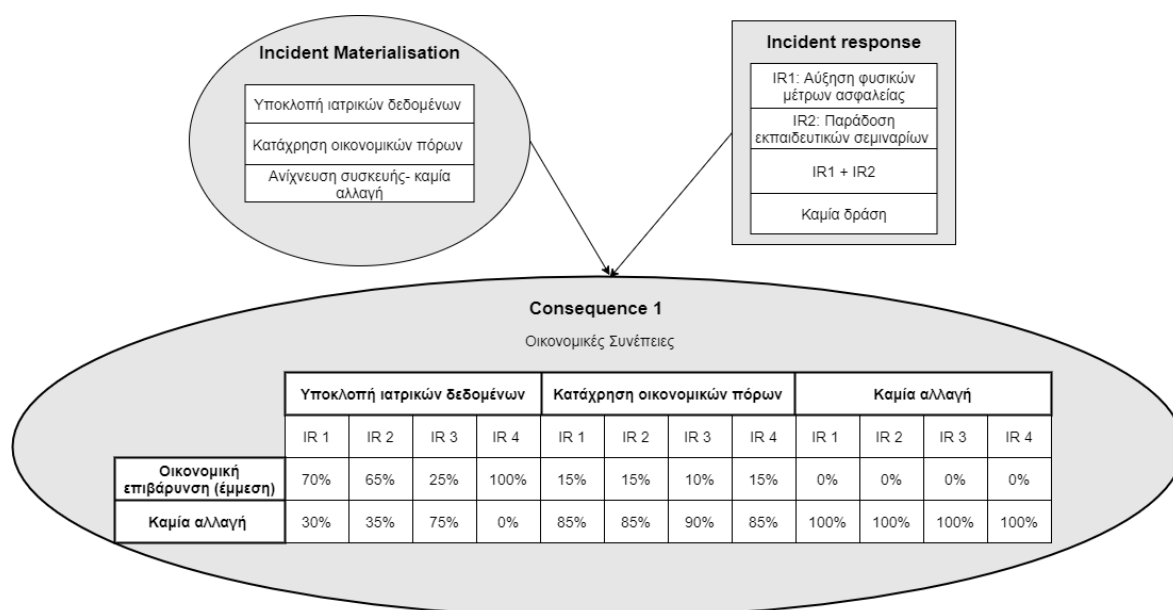 Incident Materialisation
Υποκλοπή ιατρικών δεδομένων
Κατάχρηση οικονομικών πόρων
Ανίχνευση συσκευής- καμία
αλλαγή
Incident response
IR1: Αύξηση φυσικών
μέτρων ασφαλείας
IR2: Παράδοση
εκπαιδευτικών σεμιναρίων
IR1 + IR2
Καμία δράση
Consequence 1
Οικονομικές Συνέπειες
Υποκλοπή ιατρικών δεδομένων Κατάχρηση οικονομικών πόρων Καμία αλλαγή
IR 1 IR 2 IR 3 IR 4 IR 1 IR 2 IR 3 IR 4 IR 1 IR 2 IR 3 IR 4
Οικονομική
επιβάρυνση (έμμεση) 70% 65% 25% 100% 15% 15% 10% 15% 0% 0% 0% 0%
Καμία αλλαγή 30% 35% 75% 0% 85% 85% 90% 85% 100% 100% 100% 100%